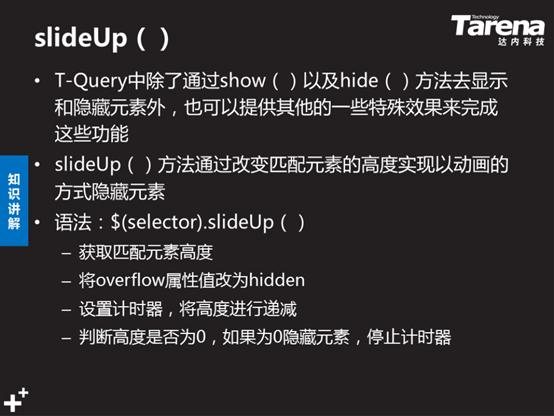 slideUp（ ）
Technology
Tarena
达内科技
• T-Query中除了通过show（ ）以及hide（ ）方法去显示
和隐藏元素外，也可以提供其他的一些特殊效果来完成
这些功能
• slideUp（ ）方法通过改变匹配元素的高度实现以动画的
方式隐藏元素
• 语法：$(selector).slideUp（ ）
– 获取匹配元素高度
– 将overflow属性值改为hidden
– 设置计时器，将高度进行递减
– 判断高度是否为0，如果为0隐藏元素，停止计时器
知识讲解